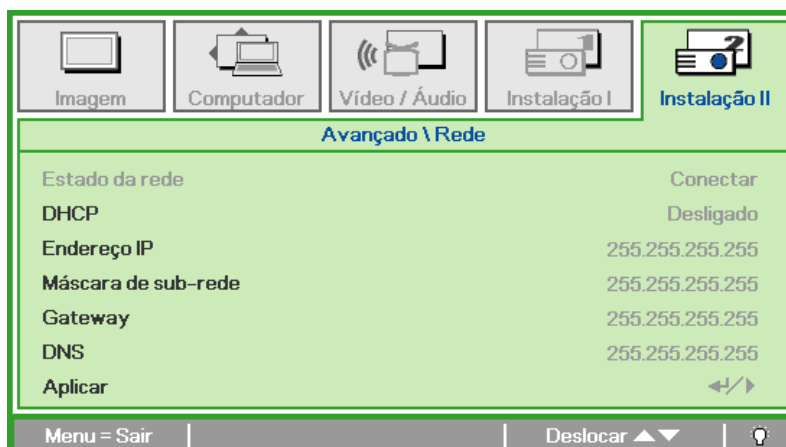 Imagem Computador Vídeo / Áudio Instalação I Instalação II
Avançado \ Rede
Estado da rede Conectar
DHCP Desligado
Endereço IP 255.255.255.255
Máscara de sub-rede 255.255.255.255
Gateway 255.255.255.255
DNS 255.255.255.255
Aplicar
Menu = Sair Deslocar